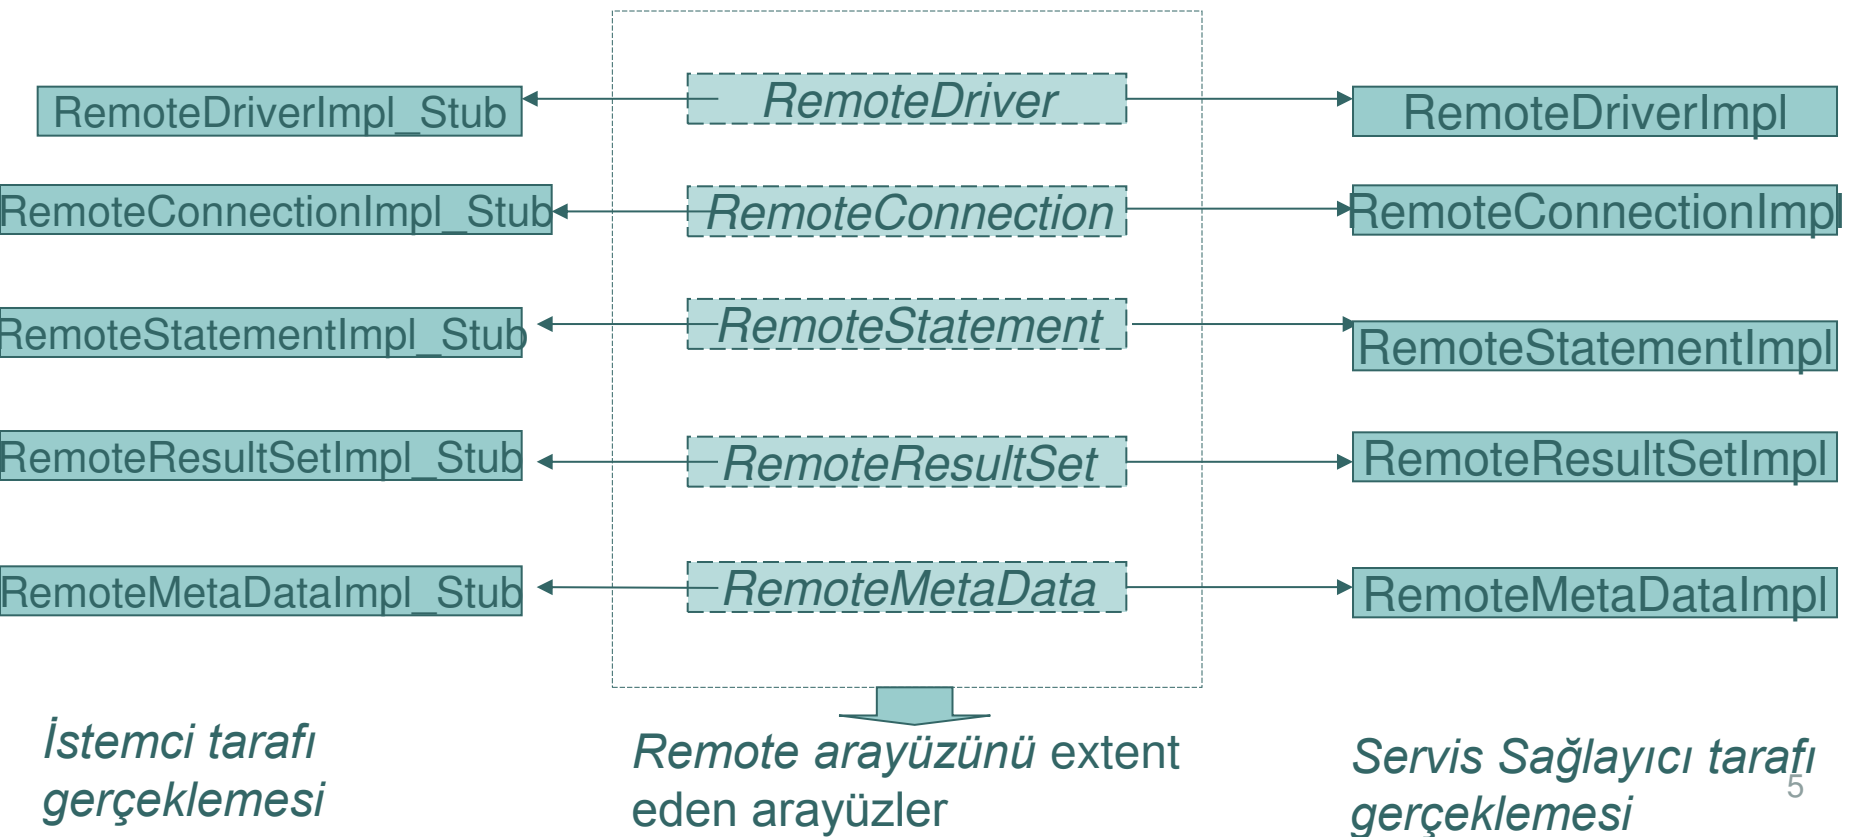 RemoteDriverImpl_Stub
RemoteDriver
RemoteDriverImpl
RemoteConnectionImpl_Stub
RemoteConnection
RemoteConnectionImpl
RemoteStatementImpl_Stub
RemoteStatement
RemoteStatementImpl
RemoteResultSetImpl_Stub
RemoteResultSet
RemoteResultSetImpl
RemoteMetaDataImpl_Stub
RemoteMetaData
RemoteMetaDataImpl
İstemci tarafı
gerçeklemesi
Remote arayüzünü extent
eden arayüzler
Servis Sağlayıcı tarafı
gerçeklemesi
5